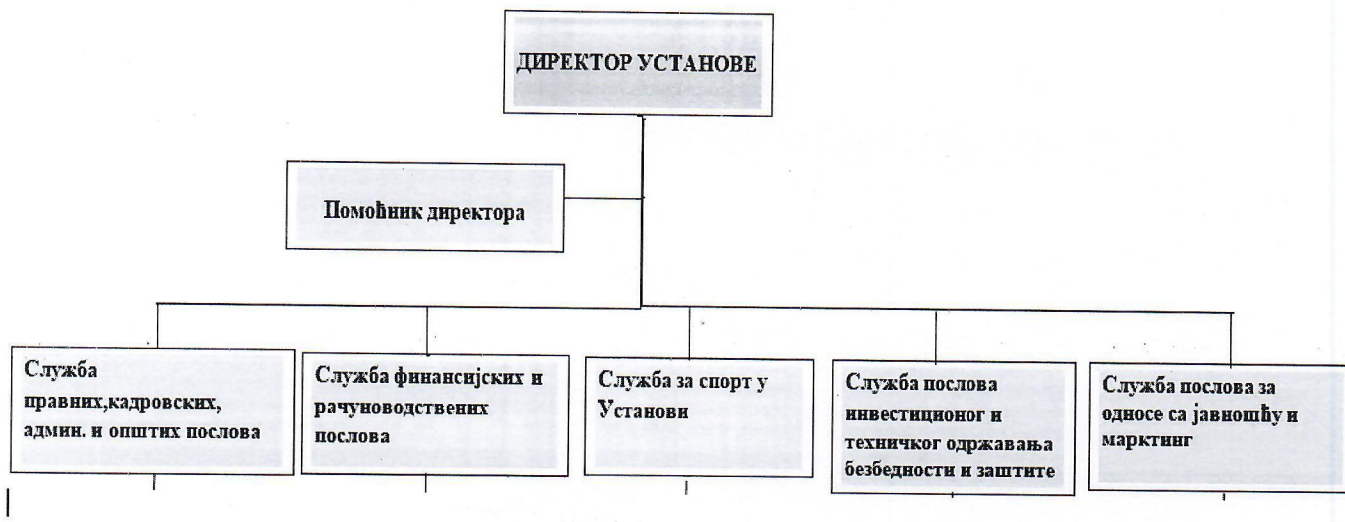 ДИРЕКТОР УСТАНОВЕ
Помоћник директора
Служба
правних,кадровских,
админ. и општих послова
Служба финансијских и
рачуноводствених
послова
Служба за спорт у
Установи
Служба послова
инвестиционог и
техничког одржавања
безбедности и заштите
Служба послова за
односе са јавношћу и
марктинг